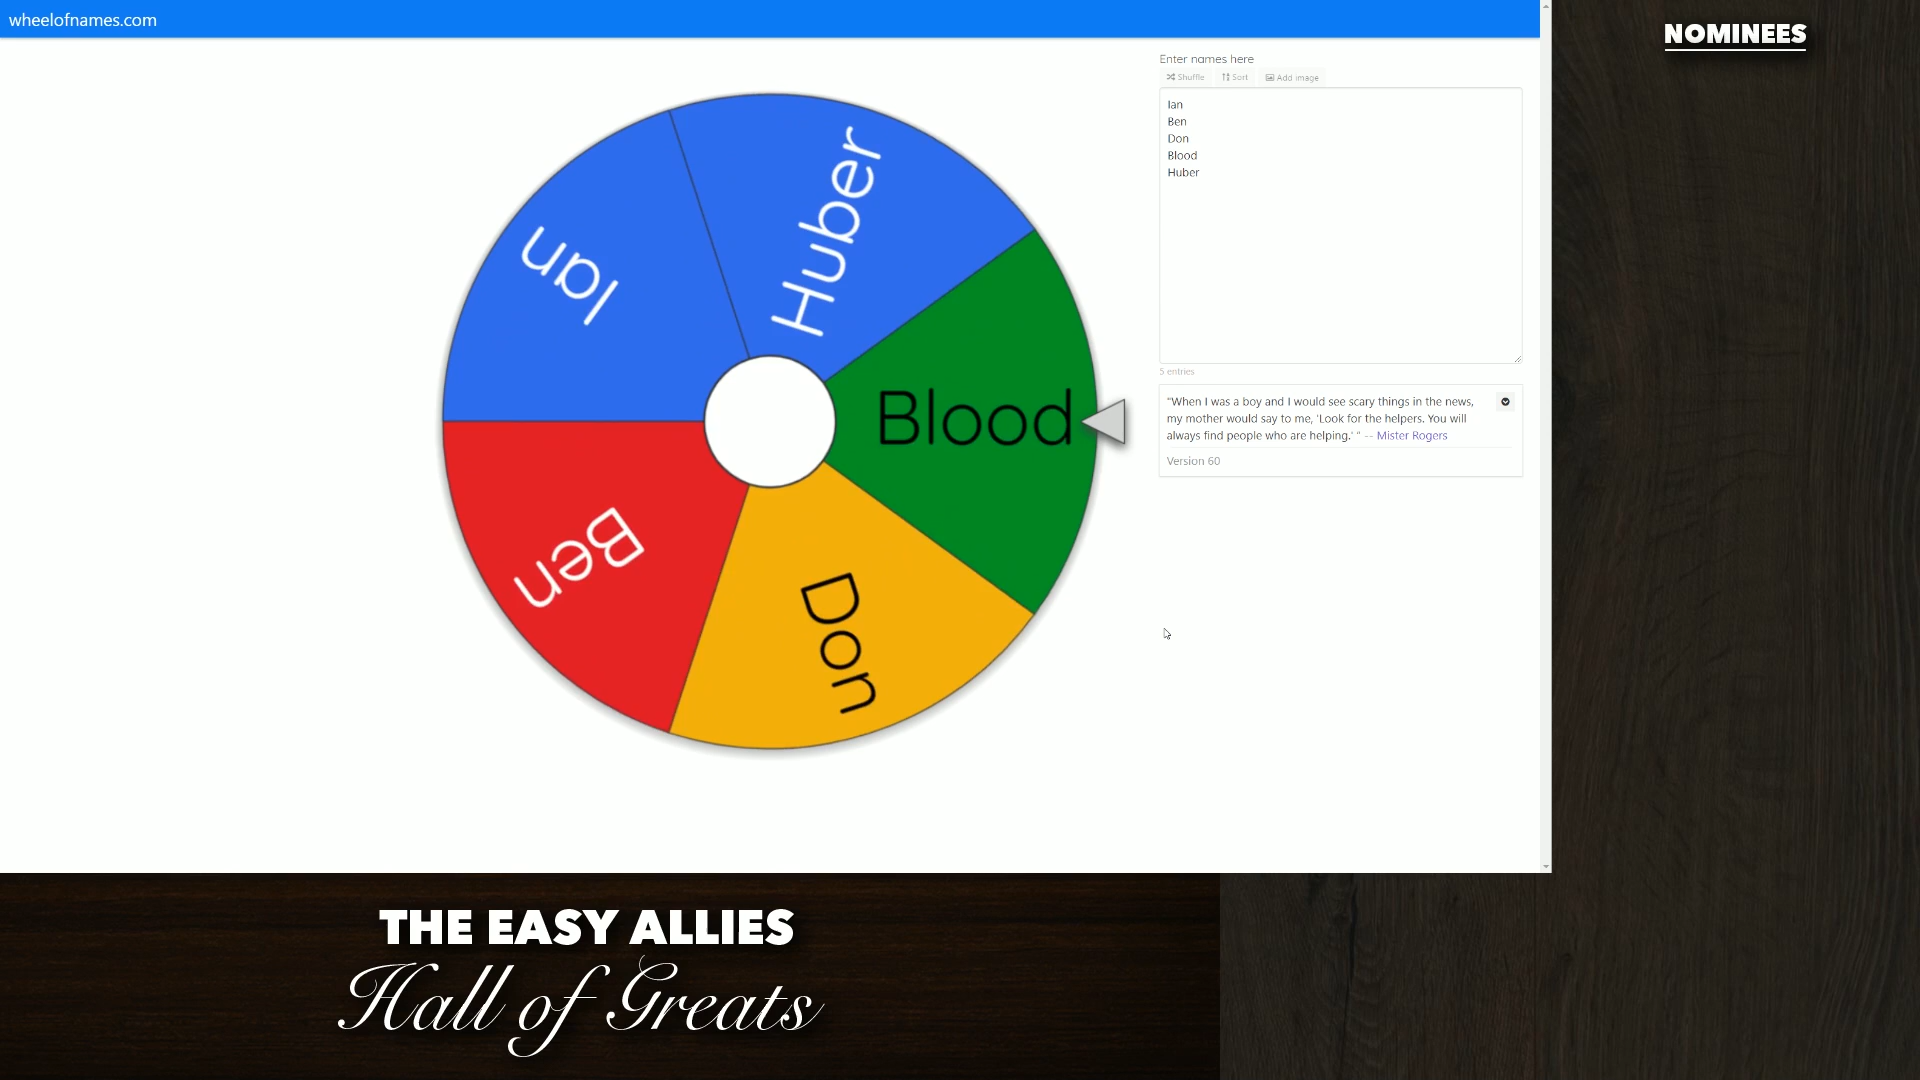 wheelofnames.com
NOMINEES
Enter names here
Shuffle Sort Add image
Ian
Ben
Don
Blood
Huber
5 entries
"When I was a boy and I would see scary things in the news,
my mother would say to me, 'Look for the helpers. You will
always find people who are helping.' " -- Mister Rogers
Version 60
Huber
Ian
Blood
Ben
Don
THE EASY ALLIES
Hall of Greats